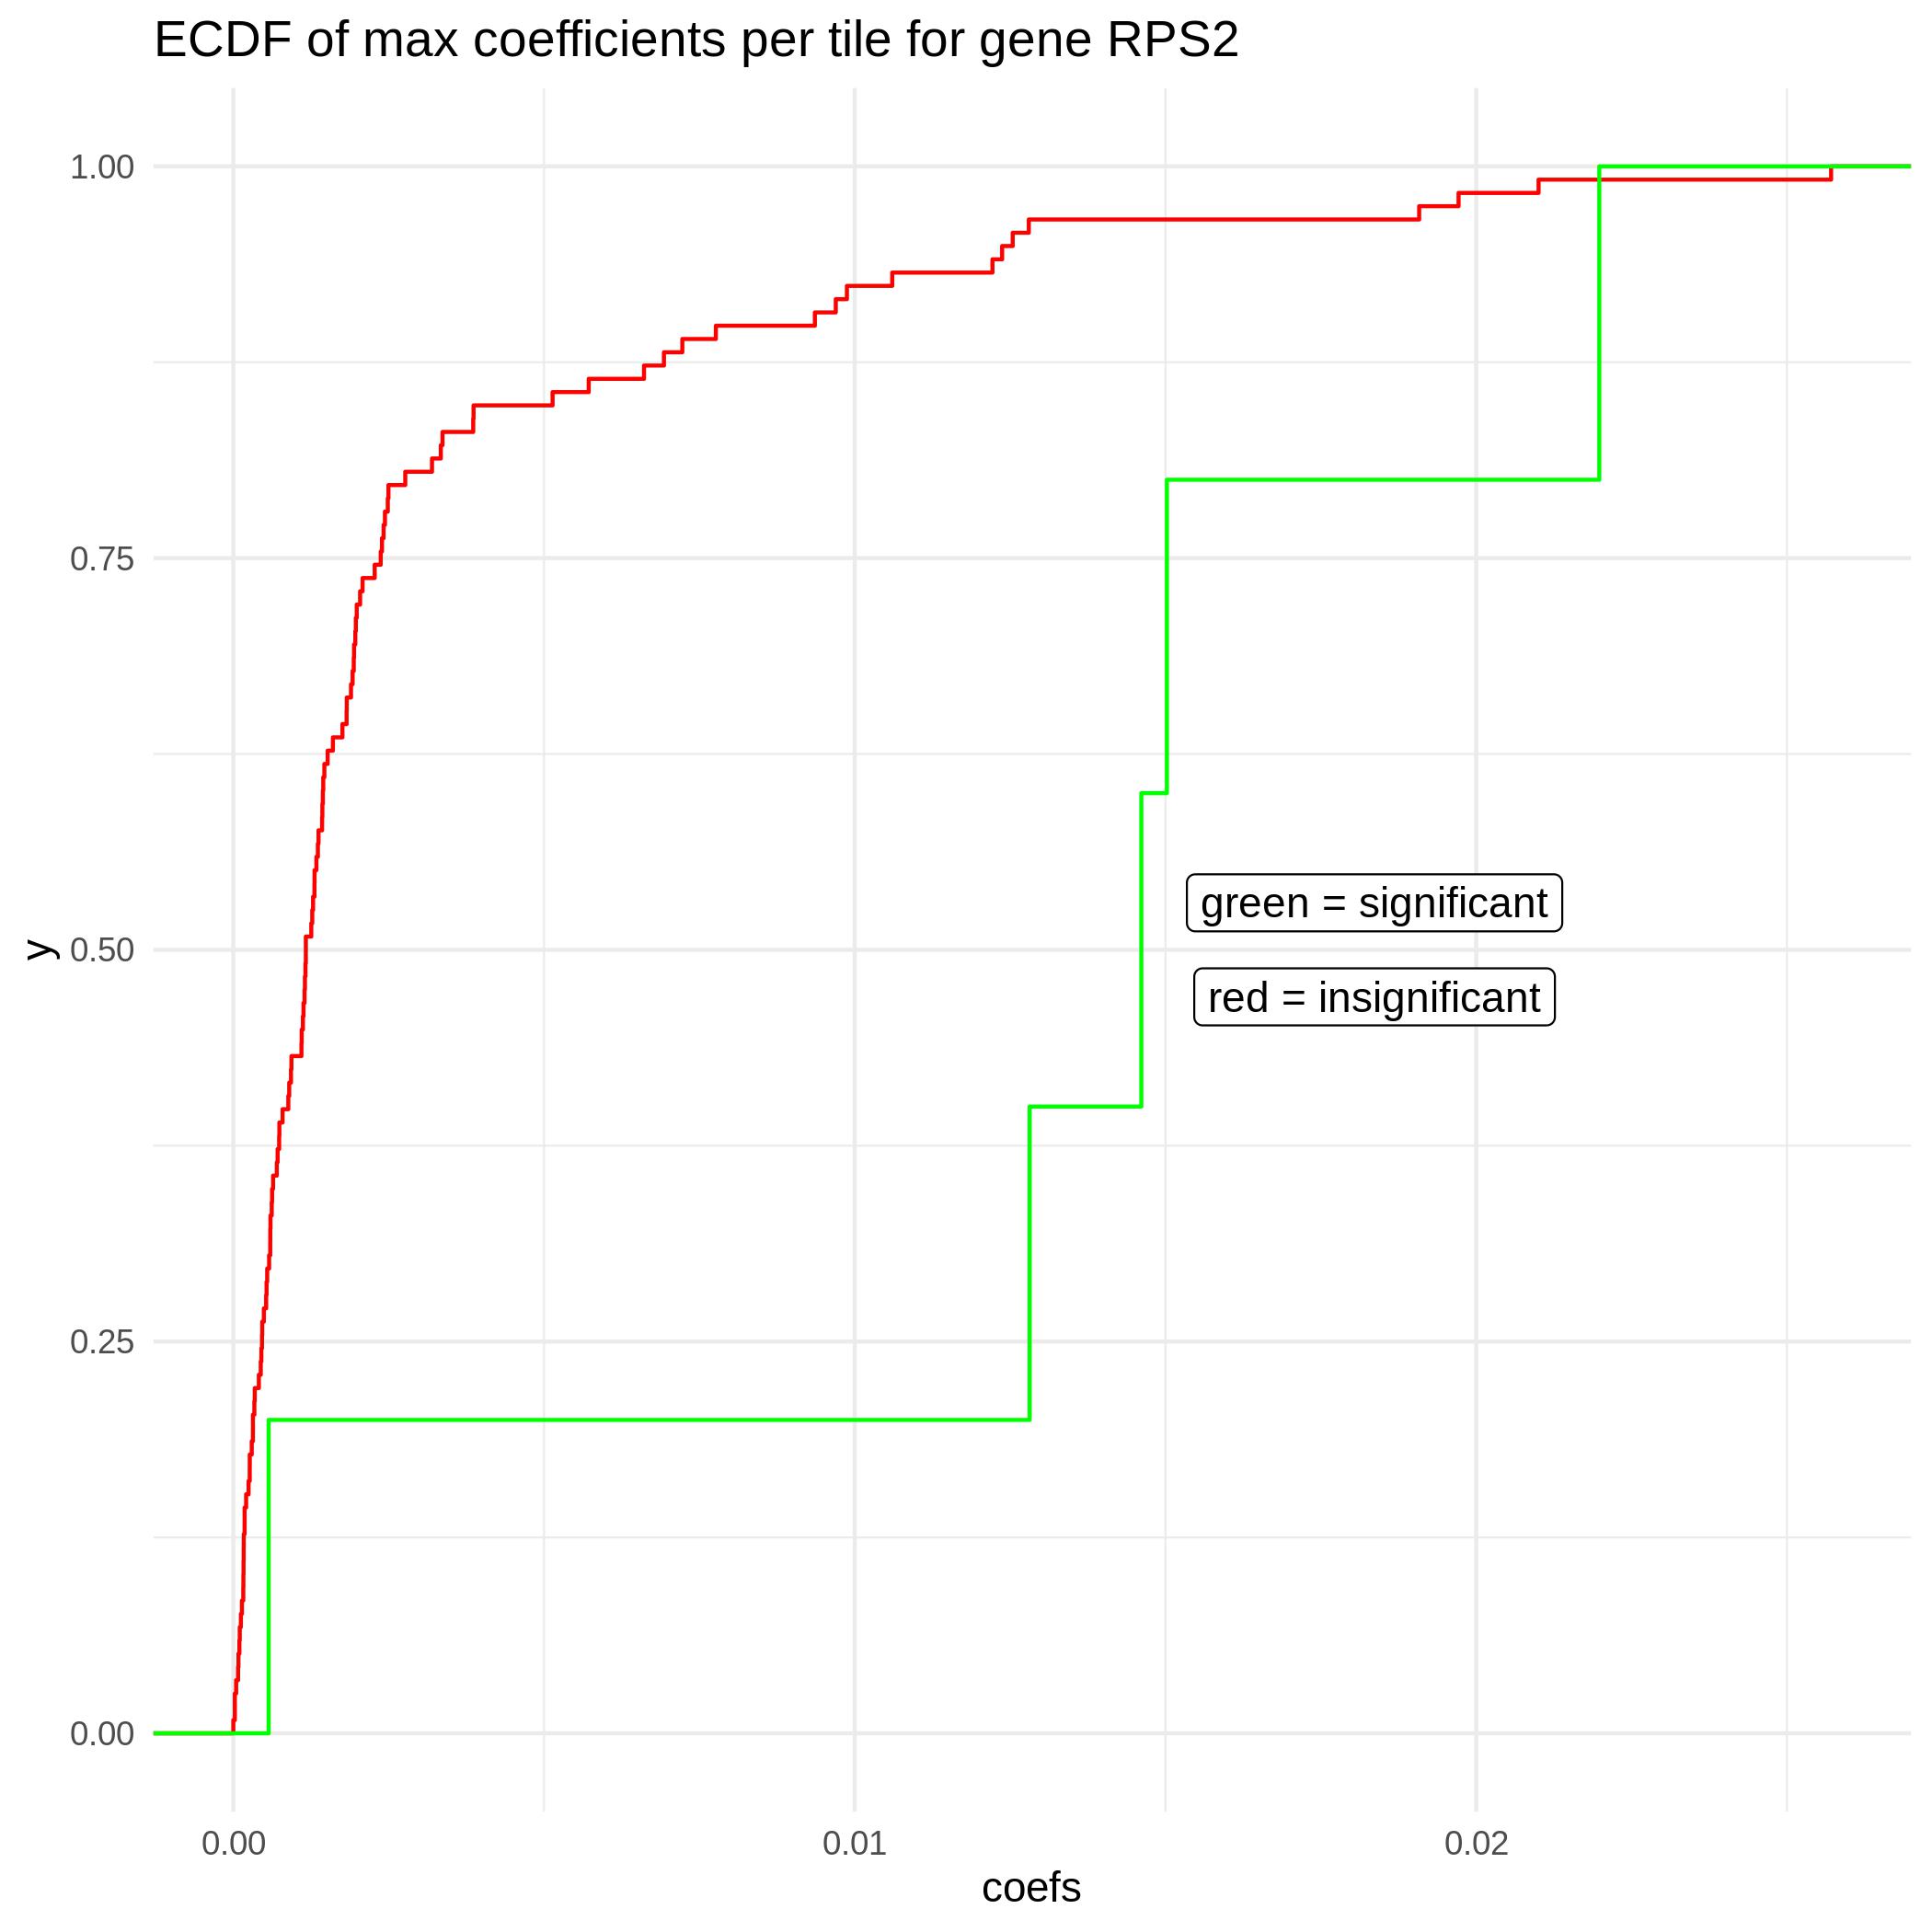 ECDF of max coefficients per tile for gene RPS2
1.00
0.75
0.50
0.25
0.00
y
green = significant
red = insignificant
0.00
0.01
0.02
coefs